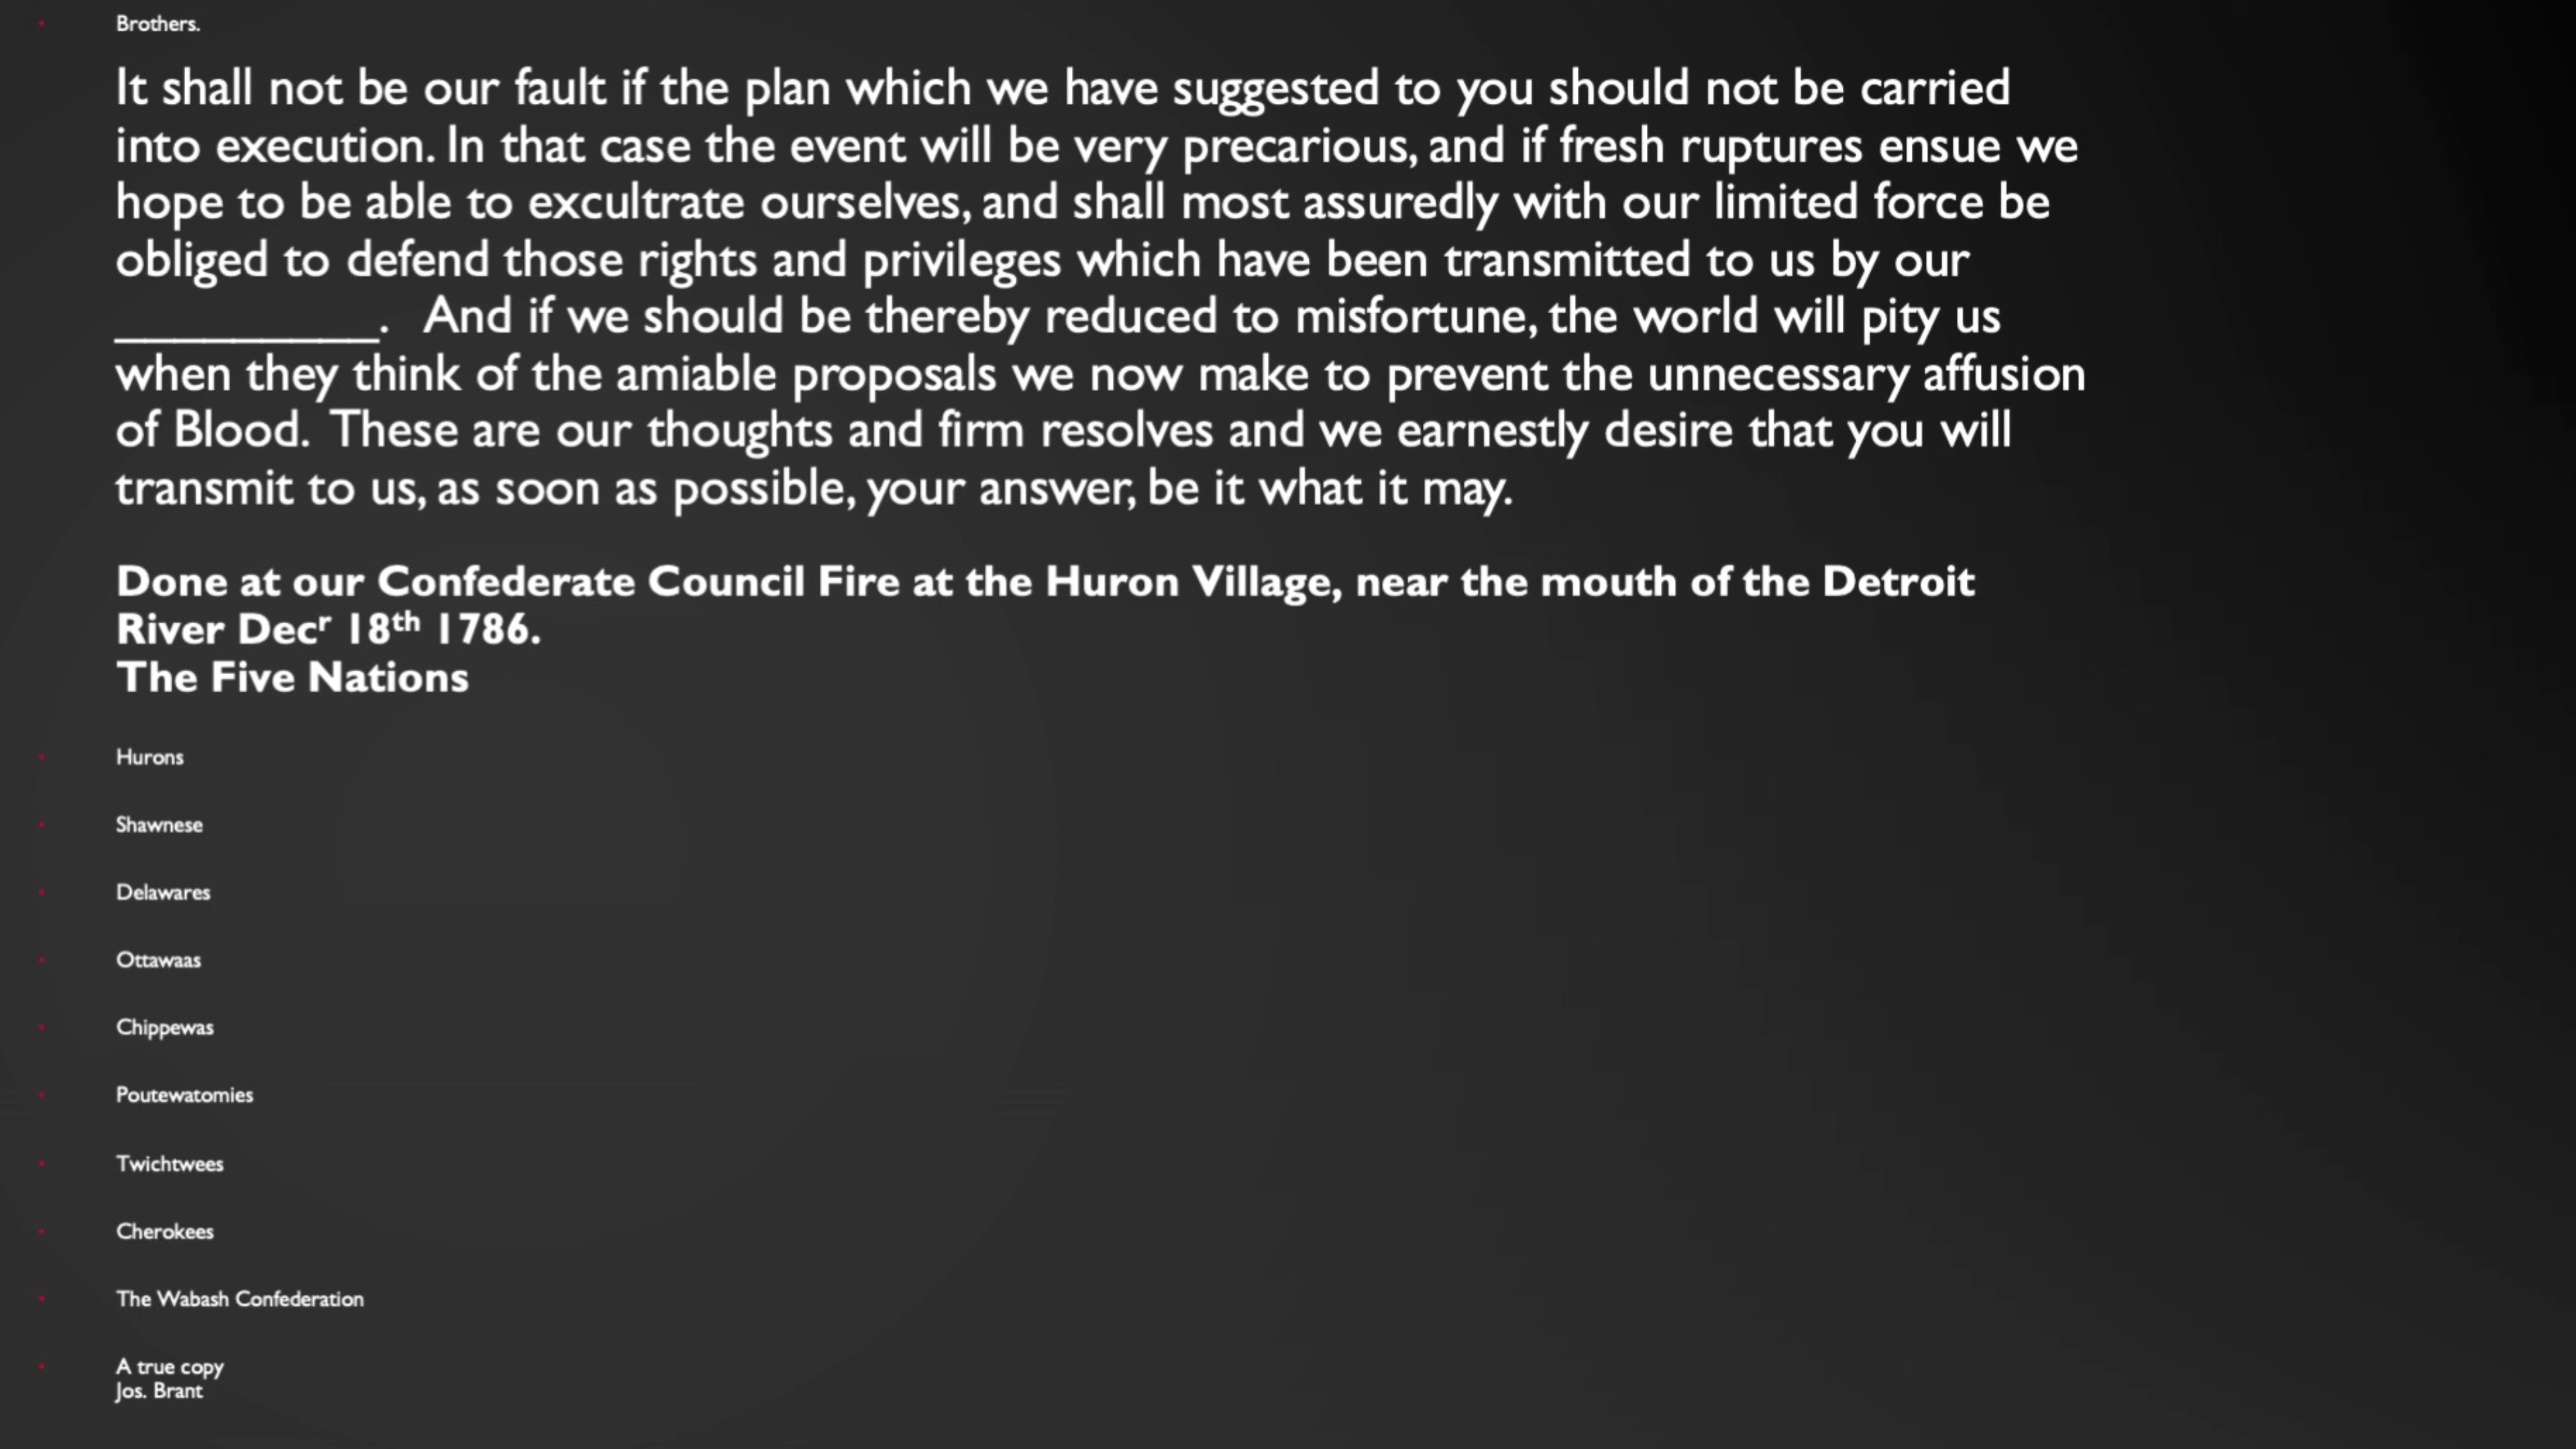 Brothers.
It shall not be our fault if the plan which we have suggested to you should not be carried
into execution. In that case the event will be very precarious, and if fresh ruptures ensue we
hope to be able to excultrate ourselves, and shall most assuredly with our limited force be
obliged to defend those rights and privileges which have been transmitted to us by our
_________. And if we should be thereby reduced to misfortune, the world will pity us
when they think of the amiable proposals we now make to prevent the unnecessary affusion
of Blood. These are our thoughts and firm resolves and we earnestly desire that you will
transmit to us, as soon as possible, your answer, be it what it may.
Done at our Confederate Council Fire at the Huron Village, near the mouth of the Detroit
River Decʳ 18ᵗʰ 1786.
The Five Nations
Hurons
Shawnese
Delawares
Ottawaas
Chippewas
Poutewatomies
Twichtwees
Cherokees
The Wabash Confederation
A true copy
Jos. Brant